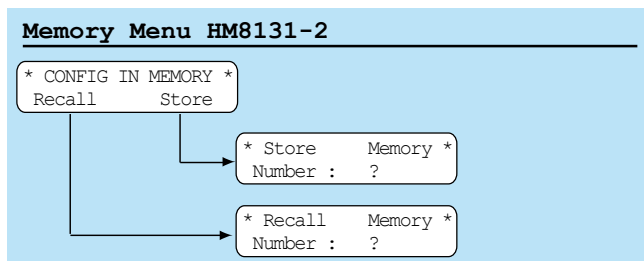 Memory Menu HM8131-2
* CONFIG IN MEMORY *
Recall Store
* Store Memory *
Number : ?
* Recall Memory *
Number : ?